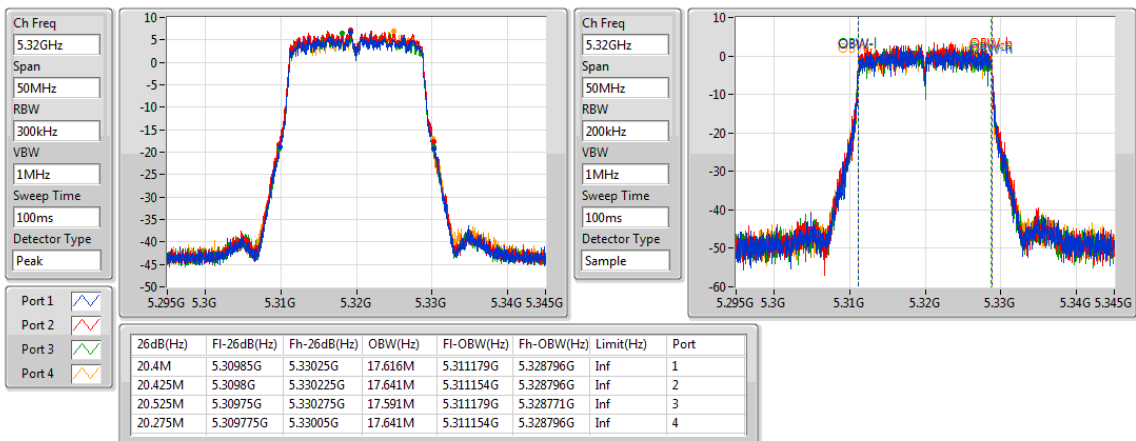 Ch Freq
5.32GHz
Span
50MHz
RBW
300kHz
VBW
1MHz
Sweep Time
100ms
Detector Type
Peak
10
5
0
-5
-10
-15
-20
-25
-30
-35
-40
-45
-50
5.295G 5.3G 5.31G 5.32G 5.33G 5.34G 5.345G
Ch Freq
5.32GHz
Span
50MHz
RBW
200kHz
VBW
1MHz
Sweep Time
100ms
Detector Type
Sample
10
0
-10
-20
-30
-40
-50
-60
OBW-l
5.295G 5.3G 5.31G 5.32G 5.33G 5.34G 5.345G
Port 1
Port 2
Port 3
Port 4
26dB(Hz) Fl-26dB(Hz) Fh-26dB(Hz) OBW(Hz) Fl-OBW(Hz) Fh-OBW(Hz) Limit(Hz) Port
20.4M 5.30985G 5.33025G 17.616M 5.311179G 5.328796G Inf 1
20.425M 5.3098G 5.330225G 17.641M 5.311154G 5.328796G Inf 2
20.525M 5.30975G 5.330275G 17.591M 5.311179G 5.328771G Inf 3
20.275M 5.309775G 5.33005G 17.641M 5.311154G 5.328796G Inf 4